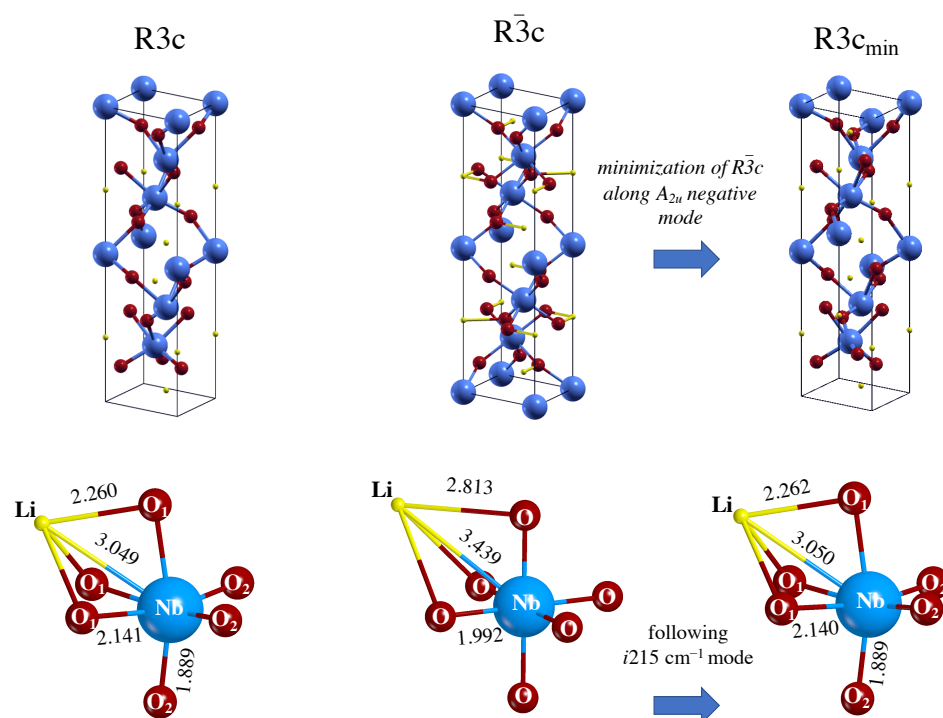 R3c
R3̄c
R3c_min
minimization of R3̄c
along A_2u negative
mode
Li
2.260
O₁
3.049
O₁
Nb
O₂
O₁
O₂
2.141
1.889
O₂
Li
2.813
O
3.439
O
Nb
O
O
O
1.992
O
following
i215 cm⁻¹ mode
Li
2.262
O₁
3.050
O₁
Nb
O₂
O₁
O₂
2.140
1.889
O₂